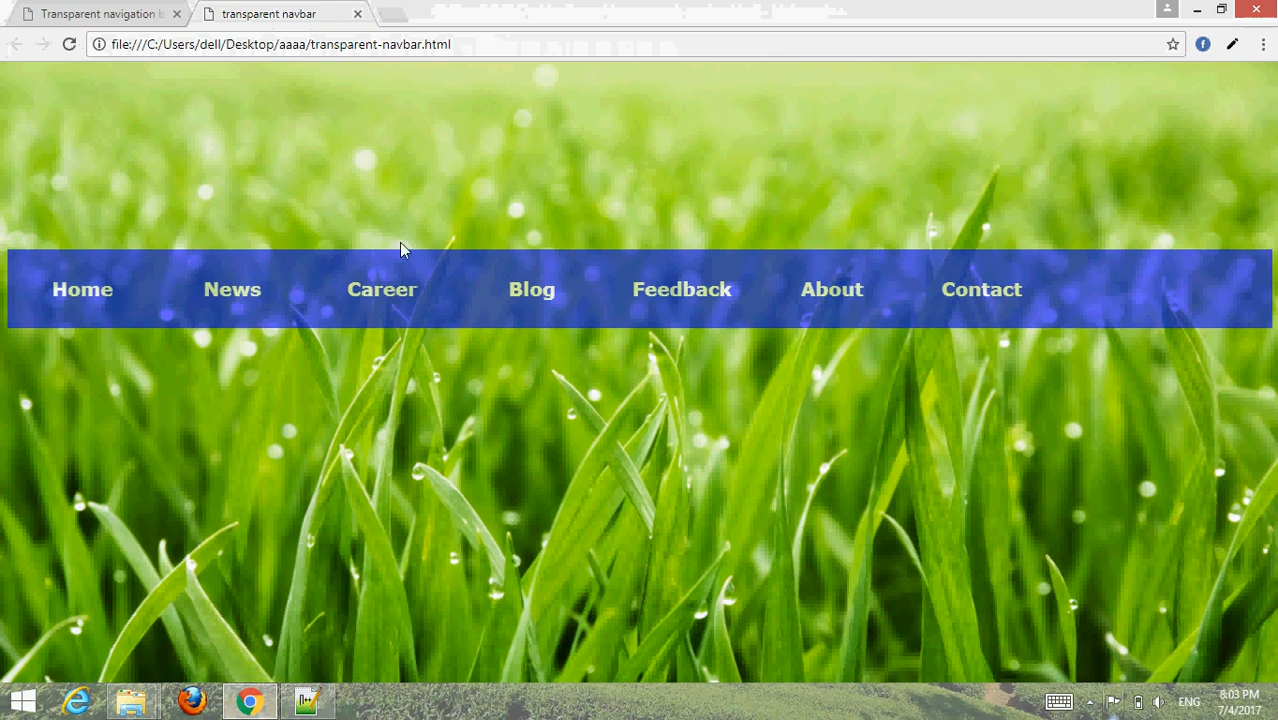 Transparent navigation b
transparent navbar
file:///C:/Users/dell/Desktop/aaaa/transparent-navbar.html
Home News Career Blog Feedback About Contact
ENG
8:03 PM
7/4/2017